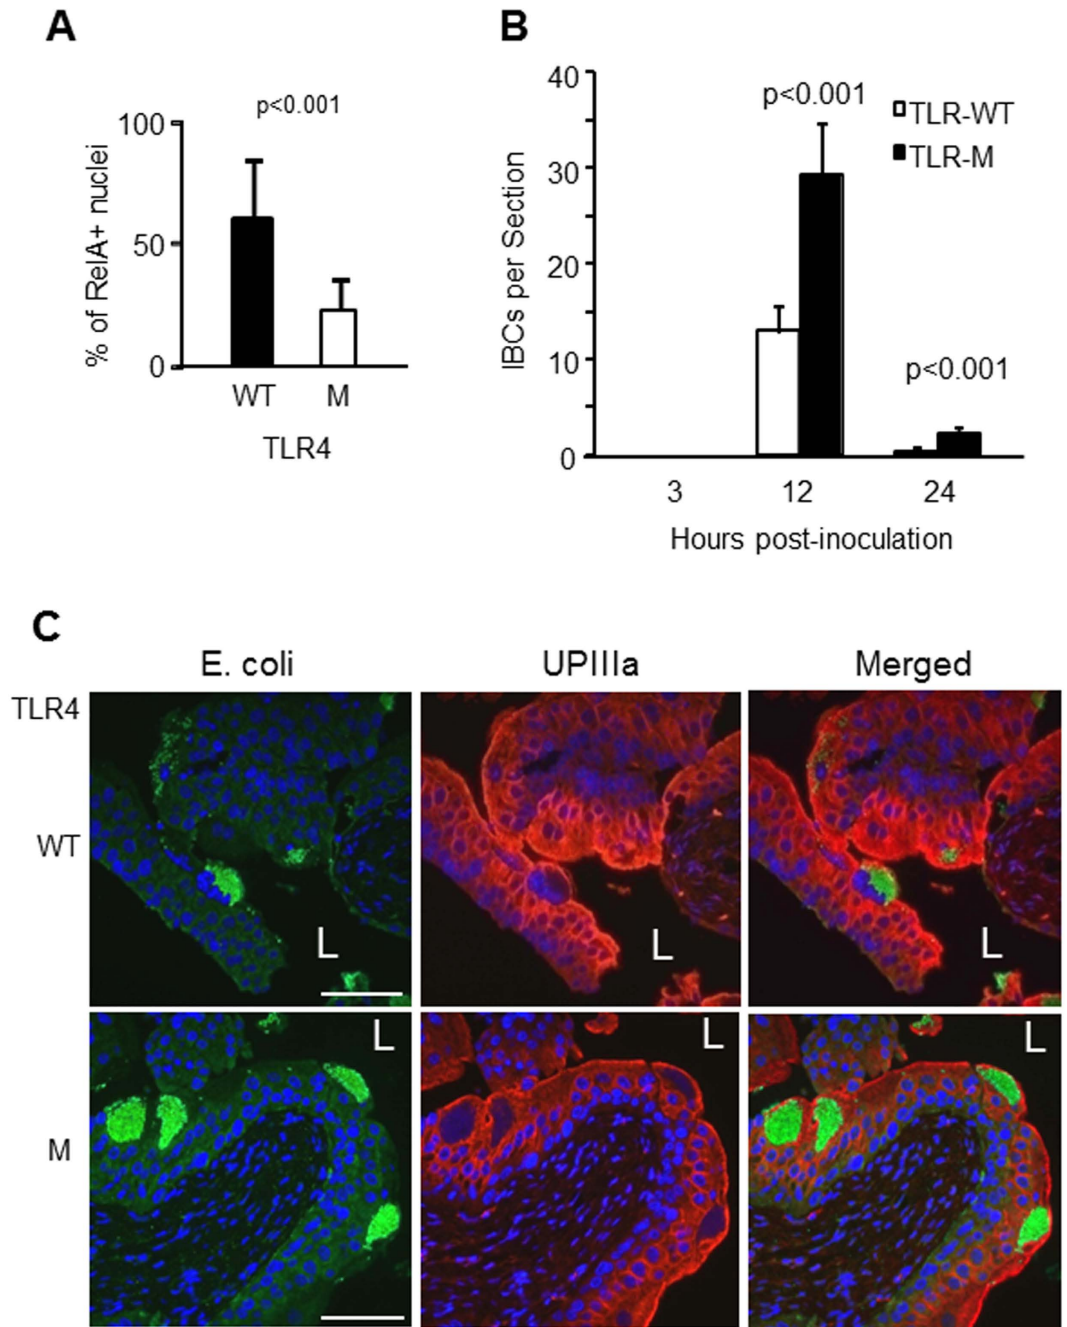 A
p<0.001
% of RelA+ nuclei
100
50
0
WT M
TLR4
B
p<0.001
TLR-WT
TLR-M
IBCs per Section
40
30
20
10
0
p<0.001
3 12 24
Hours post-inoculation
C
E. coli UPIIIa Merged
TLR4
WT
L L L
L L L
M